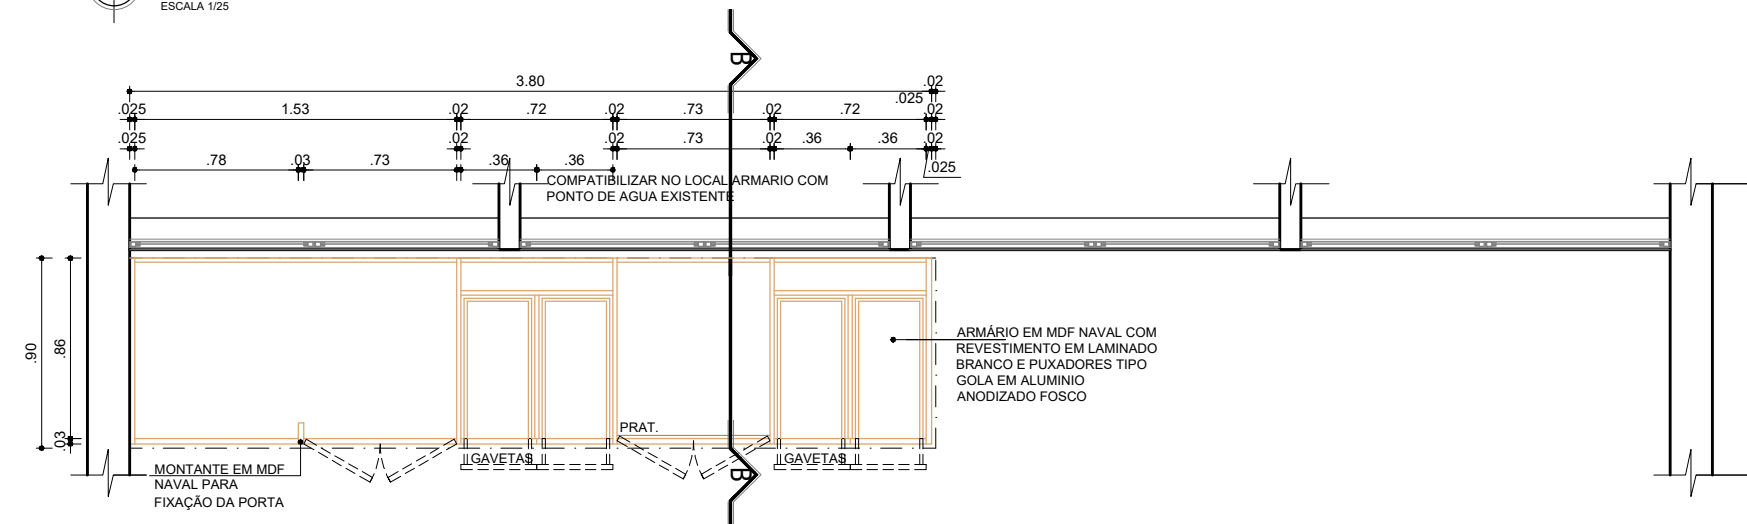 ESCALA 1/25
B
3.80
.02
.025
.025
1.53
.02
.72
.02
.73
.02
.72
.02
.025
.02
.02
.73
.02
.36
.36
.02
.78
.03
.73
.36
.36
.025
COMPATIBILIZAR NO LOCAL ARMARIO COM
PONTO DE AGUA EXISTENTE
.90
.86
.03
ARMÁRIO EM MDF NAVAL COM
REVESTIMENTO EM LAMINADO
BRANCO E PUXADORES TIPO
GOLA EM ALUMINIO
ANODIZADO FOSCO
PRAT.
GAVETAS
GAVETAS
B
MONTANTE EM MDF
NAVAL PARA
FIXAÇÃO DA PORTA